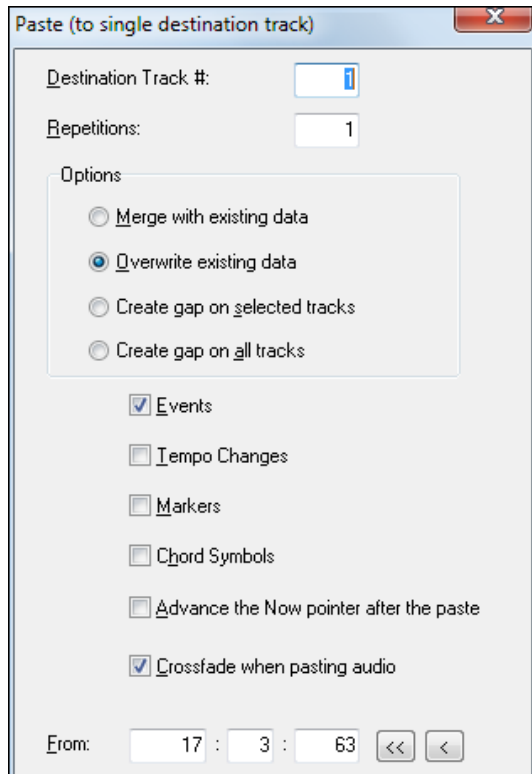 Paste (to single destination track)
Destination Track #: 1
Repetitions: 1
Options
Merge with existing data
Overwrite existing data
Create gap on selected tracks
Create gap on all tracks
Events
Tempo Changes
Markers
Chord Symbols
Advance the Now pointer after the paste
Crossfade when pasting audio
From: 17 : 3 : 63 << <